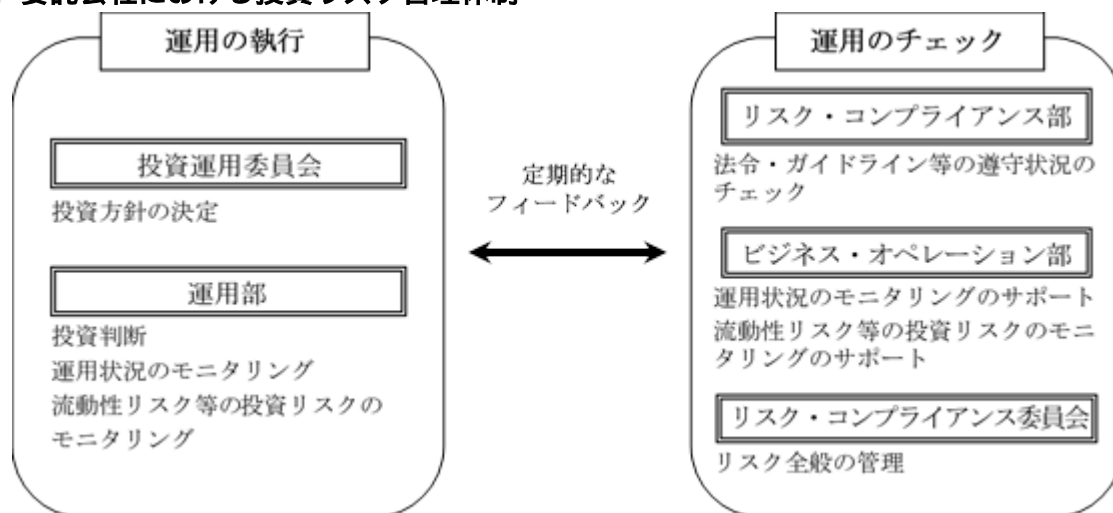 委託会社における投資リスク管理体制
運用の執行
投資運用委員会
投資方針の決定
運用部
投資判断
運用状況のモニタリング
流動性リスク等の投資リスクの
モニタリング
定期的な
フィードバック
運用のチェック
リスク・コンプライアンス部
法令・ガイドライン等の遵守状況の
チェック
ビジネス・オペレーション部
運用状況のモニタリングのサポート
流動性リスク等の投資リスクのモニ
タリングのサポート
リスク・コンプライアンス委員会
リスク全般の管理